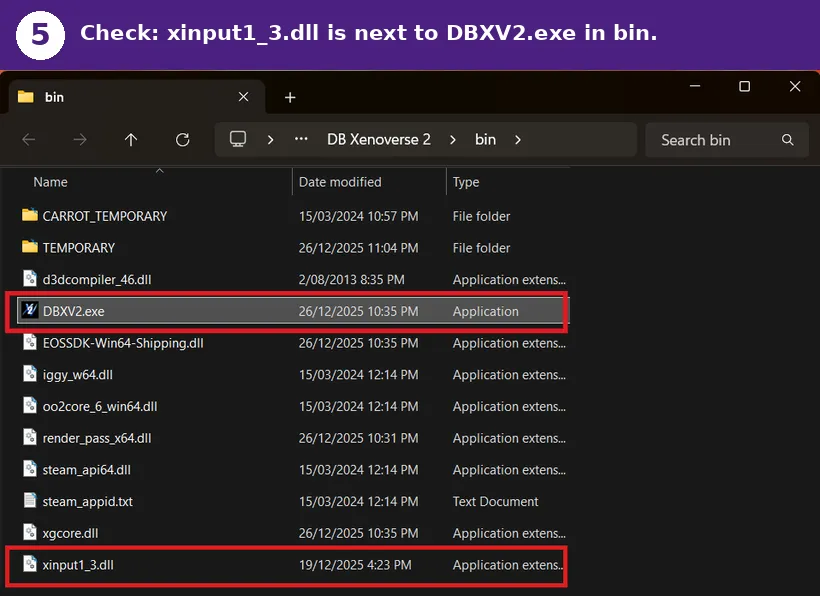 5
Check: xinput1_3.dll is next to DBXV2.exe in bin.
bin
DB Xenoverse 2 > bin >
Search bin
Name Date modified Type
CARROT_TEMPORARY 15/03/2024 10:57 PM File folder
TEMPORARY 26/12/2025 11:04 PM File folder
d3dcompiler_46.dll 2/08/2013 8:35 PM Application extens...
DBXV2.exe 26/12/2025 10:35 PM Application
EOSSDK-Win64-Shipping.dll 26/12/2025 10:35 PM Application extens...
iggy_w64.dll 15/03/2024 12:14 PM Application extens...
oo2core_6_win64.dll 15/03/2024 12:14 PM Application extens...
render_pass_x64.dll 26/12/2025 10:31 PM Application extens...
steam_api64.dll 15/03/2024 12:14 PM Application extens...
steam_appid.txt 15/03/2024 12:14 PM Text Document
xgcore.dll 26/12/2025 10:35 PM Application extens...
xinput1_3.dll 19/12/2025 4:23 PM Application extens...